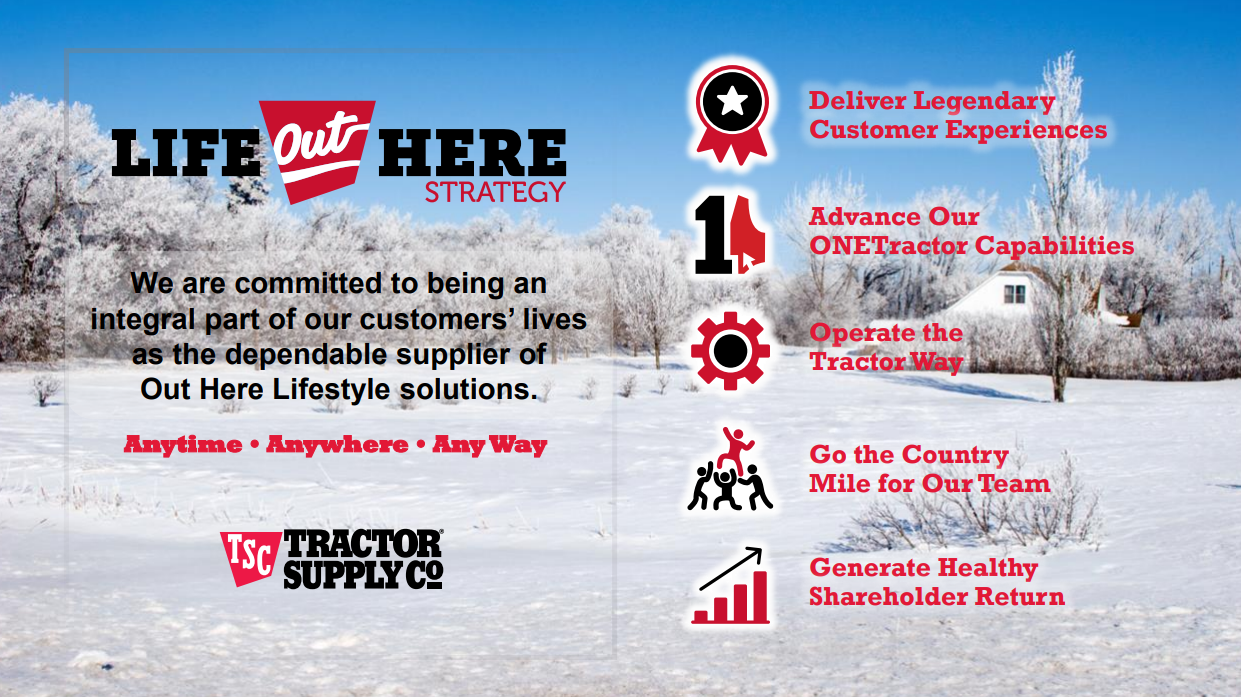 LIFE Out HERE
STRATEGY
We are committed to being an
integral part of our customers’ lives
as the dependable supplier of
Out Here Lifestyle solutions.
Anytime • Anywhere • Any Way
TSC TRACTOR
SUPPLY CO
Deliver Legendary
Customer Experiences
1
Advance Our
ONETractor Capabilities
Operate the
Tractor Way
Go the Country
Mile for Our Team
Generate Healthy
Shareholder Return